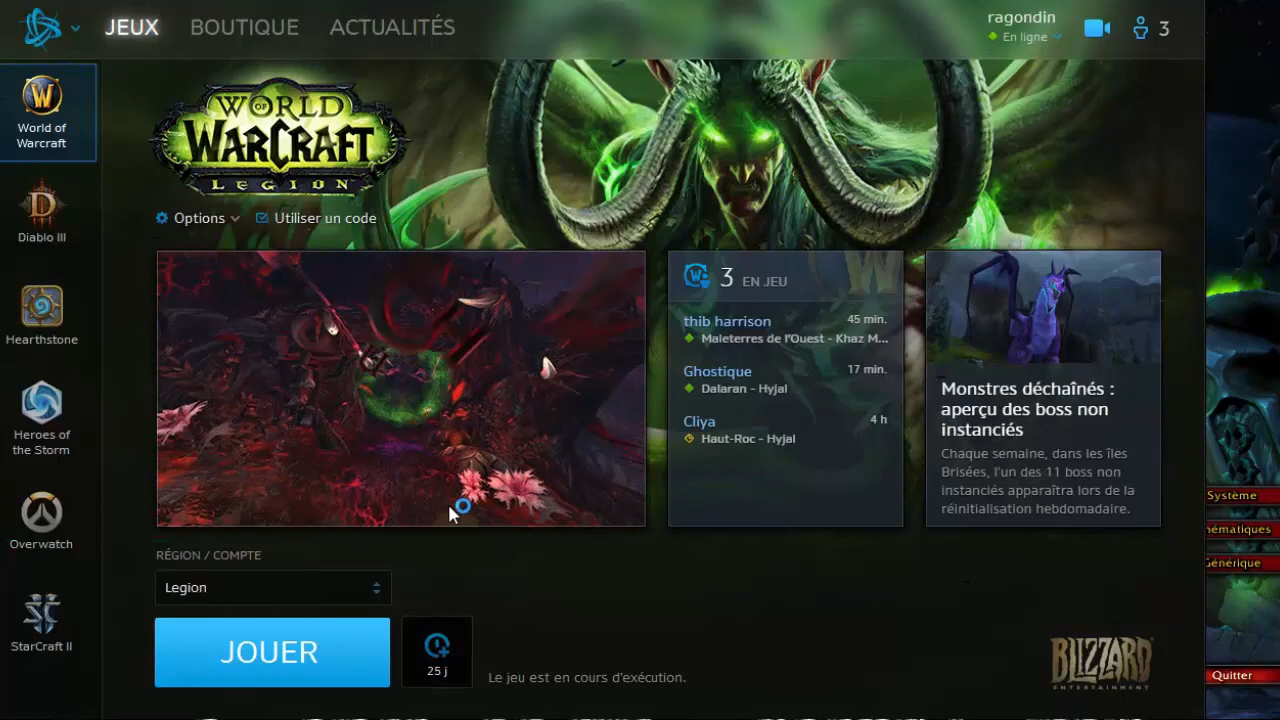 JEUX
BOUTIQUE
ACTUALITÉS
ragondin
En ligne
3
World of
Warcraft
Diablo III
Hearthstone
Heroes of
the Storm
Overwatch
StarCraft II
WORLD
OF
WARCRAFT
LEGION
Options
Utiliser un code
3 EN JEU
thib harrison 45 min.
Maleterres de l'Ouest - Khaz M...
Ghostique 17 min.
Dalaran - Hyjal
Cliya 4 h
Haut-Roc - Hyjal
Monstres déchaînés :
aperçu des boss non
instanciés
Chaque semaine, dans les îles
Brisées, l'un des 11 boss non
instanciés apparaîtra lors de la
réinitialisation hebdomadaire.
RÉGION / COMPTE
Legion
JOUER
25 j
Le jeu est en cours d'exécution.
BLIZZARD
ENTERTAINMENT
Système
nématiques
Générique
Quitter